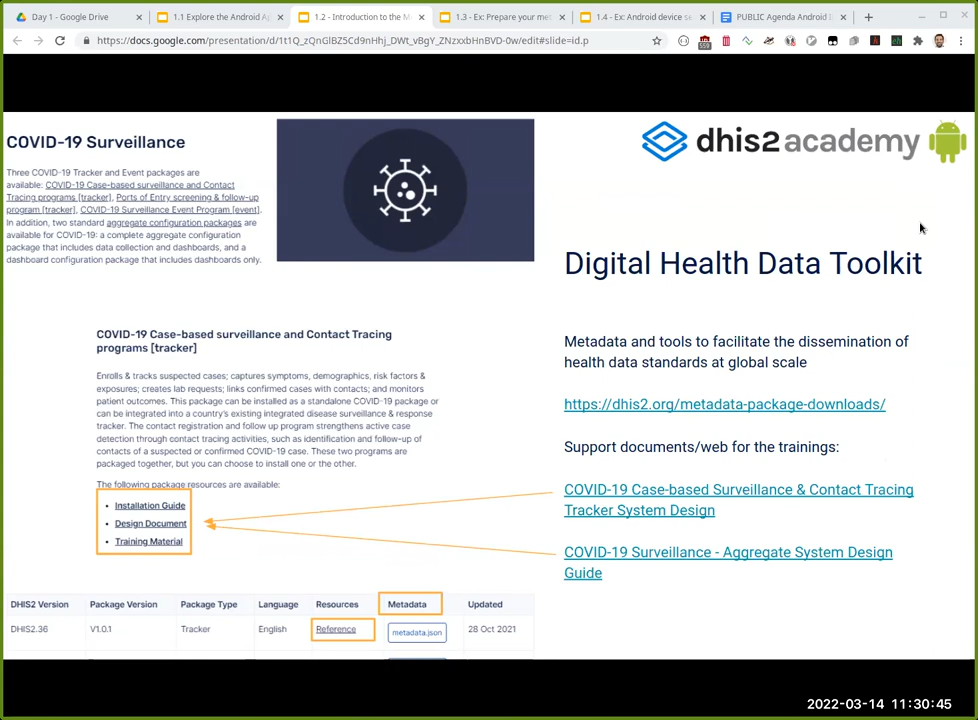 Day 1 - Google Drive
1.1 Explore the Android A
1.2 - Introduction to the M
1.3 - Ex: Prepare your met
1.4 - Ex: Android device se
PUBLIC Agenda Android
https://docs.google.com/presentation/d/1t1Q_zQnGlBZ5Cd9nHhj_DWt_vBgY_ZNzxxbHnBVD-0w/edit#slide=id.p
559
COVID-19 Surveillance
Three COVID-19 Tracker and Event packages are
available: COVID-19 Case-based surveillance and Contact
Tracing programs [tracker], Ports of Entry screening & follow-up
program [tracker], COVID-19 Surveillance Event Program [event].
In addition, two standard aggregate configuration packages are
available for COVID-19: a complete aggregate configuration
package that includes data collection and dashboards, and a
dashboard configuration package that includes dashboards only.
dhis2 academy
Digital Health Data Toolkit
COVID-19 Case-based surveillance and Contact Tracing
programs [tracker]
Enrolls & tracks suspected cases; captures symptoms, demographics, risk factors &
exposures; creates lab requests; links confirmed cases with contacts; and monitors
patient outcomes. This package can be installed as a standalone COVID-19 package or
can be integrated into a country's existing integrated disease surveillance & response
tracker. The contact registration and follow up program strengthens active case
detection through contact tracing activities, such as identification and follow-up of
contacts of a suspected or confirmed COVID-19 case. These two programs are
packaged together, but you can choose to install one or the other.
The following package resources are available:
• Installation Guide
• Design Document
• Training Material
Metadata and tools to facilitate the dissemination of
health data standards at global scale
https://dhis2.org/metadata-package-downloads/
Support documents/web for the trainings:
COVID-19 Case-based Surveillance & Contact Tracing
Tracker System Design
COVID-19 Surveillance - Aggregate System Design
Guide
DHIS2 Version Package Version Package Type Language Resources Metadata Updated
DHIS2.36 V1.0.1 Tracker English Reference metadata.json 28 Oct 2021
2022-03-14 11:30:45